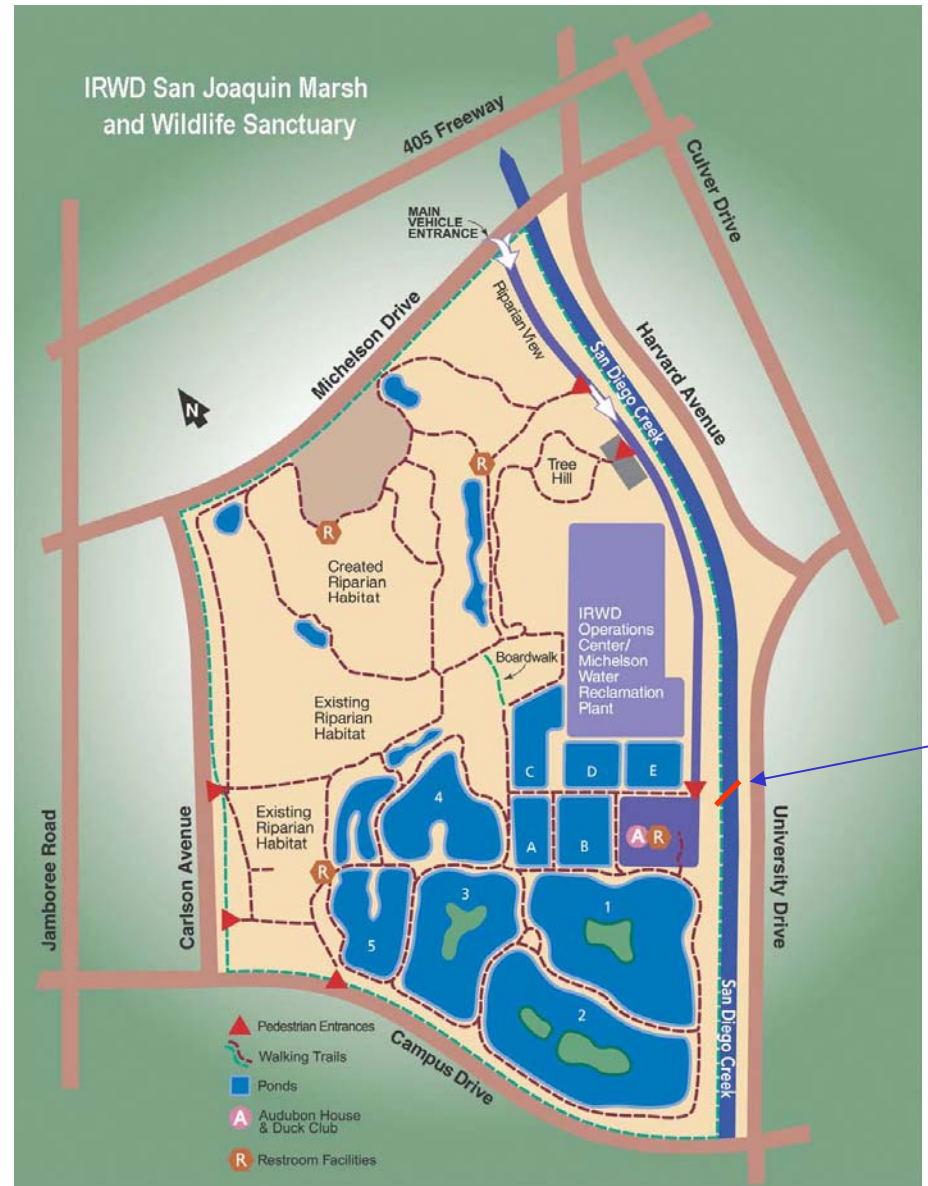 IRWD San Joaquin Marsh
and Wildlife Sanctuary
405 Freeway
Culver Drive
MAIN
VEHICLE
ENTRANCE
Riparian View
Michelson Drive
Harvard Avenue
San Diego Creek
N
R
Tree
Hill
R
Created
Riparian
Habitat
IRWD
Operations
Center/
Michelson
Water
Reclamation
Plant
Boardwalk
Existing
Riparian
Habitat
C
D
E
4
Existing
Riparian
Habitat
A
B
A
R
R
Jamboree Road
Carlson Avenue
University Drive
3
1
5
2
San Diego Creek
Campus Drive
Pedestrian Entrances
Walking Trails
Ponds
A
Audubon House
& Duck Club
R
Restroom Facilities